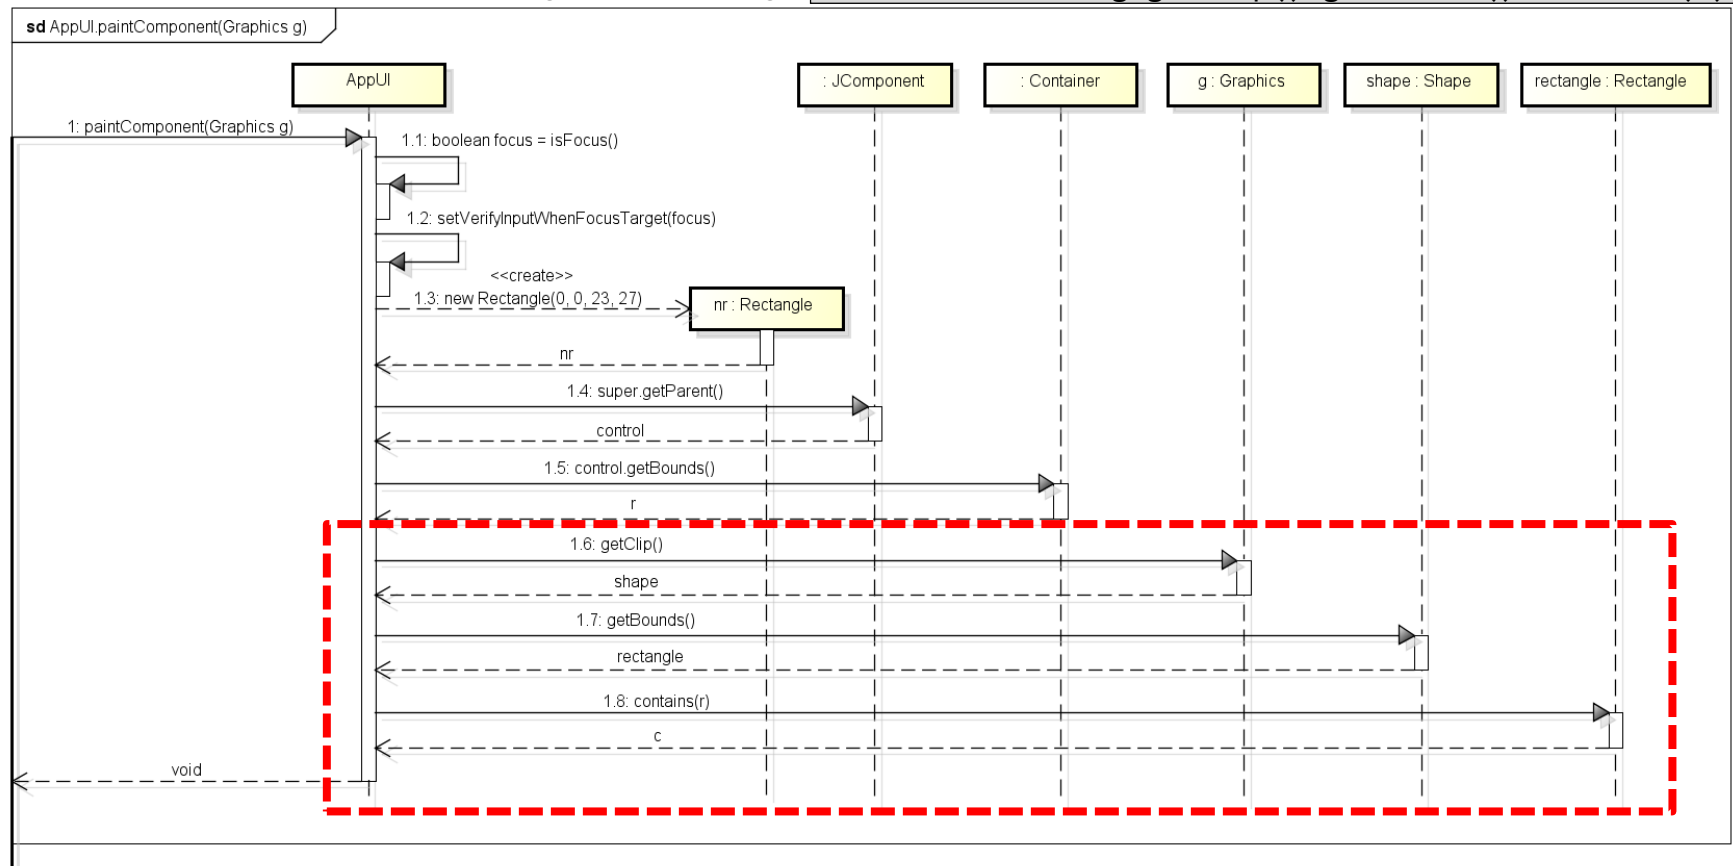 sd AppUI.paintComponent(Graphics g)
AppUI
: JComponent
: Container
g : Graphics
shape : Shape
rectangle : Rectangle
1: paintComponent(Graphics g)
1.1: boolean focus = isFocus()
1.2: setVerifyInputWhenFocusTarget(focus)
<<create>>
1.3: new Rectangle(0, 0, 23, 27)
nr : Rectangle
nr
1.4: super.getParent()
control
1.5: control.getBounds()
r
1.6: getClip()
shape
1.7: getBounds()
rectangle
1.8: contains(r)
c
void